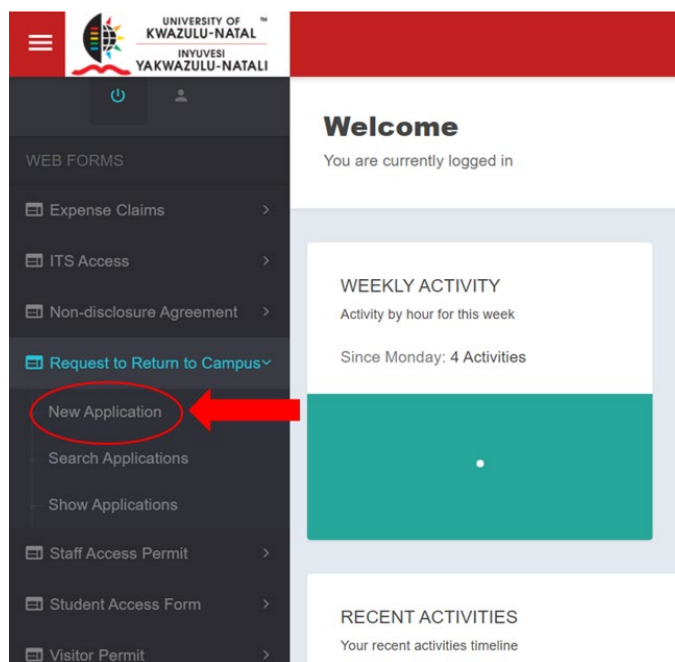 UNIVERSITY OF ™
KWAZULU-NATAL
INYUVESI
YAKWAZULU-NATALI
WEB FORMS
Expense Claims
ITS Access
Non-disclosure Agreement
Request to Return to Campus
New Application
Search Applications
Show Applications
Staff Access Permit
Student Access Form
Visitor Permit
Welcome
You are currently logged in
WEEKLY ACTIVITY
Activity by hour for this week
Since Monday: 4 Activities
RECENT ACTIVITIES
Your recent activities timeline